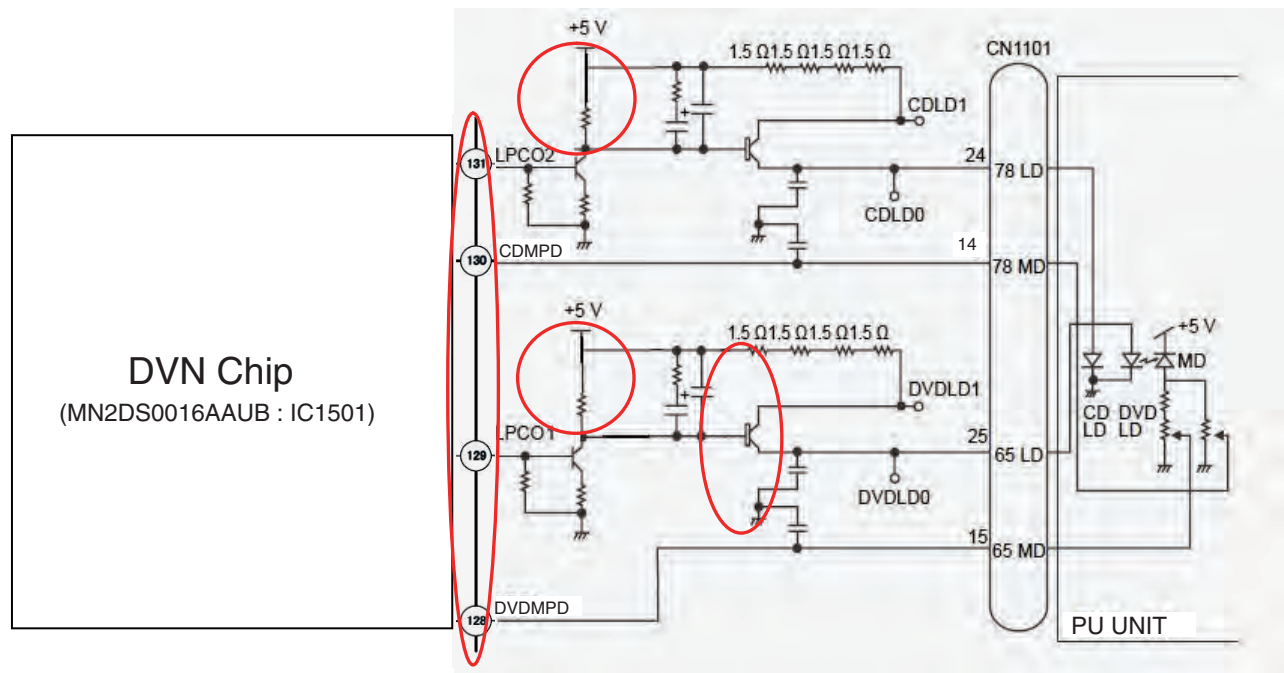 +5 V
1.5 Ω1.5 Ω1.5 Ω1.5 Ω
CN1101
CDLD1
+
131
LPCO2
24
78 LD
CDLD0
130
CDMPD
14
78 MD
+5 V
1.5 Ω1.5 Ω1.5 Ω1.5 Ω
+5 V
MD
DVN Chip
(MN2DS0016AAUB : IC1501)
+
DVDLD1
CD DVD
LD LD
129
LPCO1
25
65 LD
DVDLD0
15
65 MD
128
DVDMPD
PU UNIT